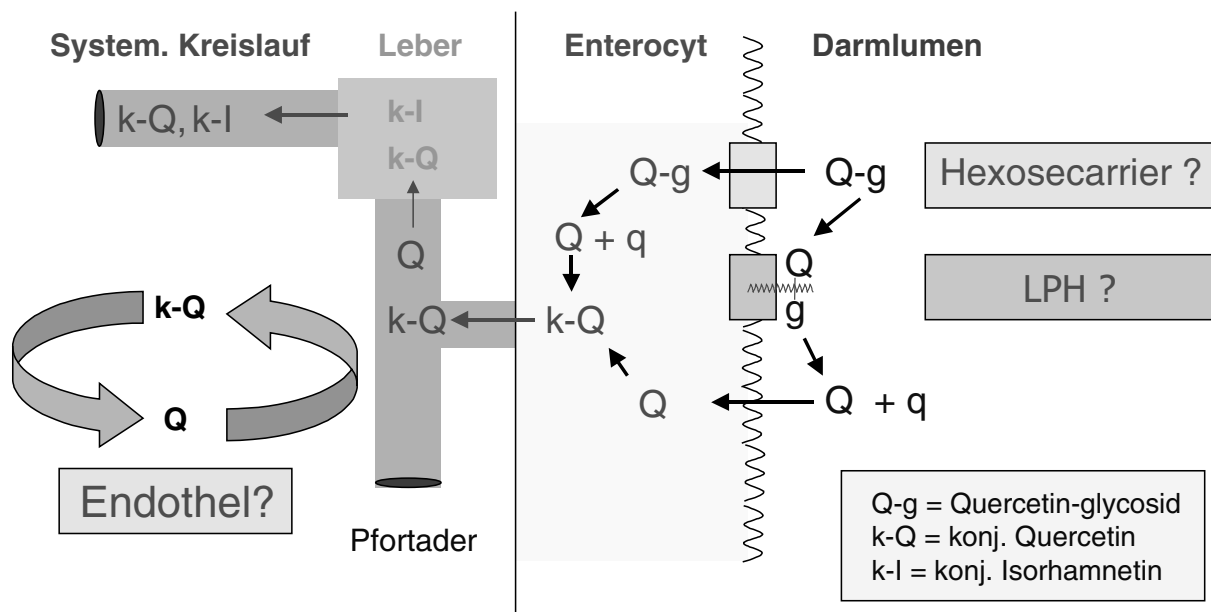 System. Kreislauf
Leber
Enterocyt
Darmlumen
k-Q, k-I
k-I
k-Q
Q-g
Q-g
Hexosecarrier ?
Q
Q + q
Q
g
LPH ?
k-Q
k-Q
k-Q
Q
Q
Q + q
Endothel?
Pfortader
Q-g = Quercetin-glycosid
k-Q = konj. Quercetin
k-I = konj. Isorhamnetin